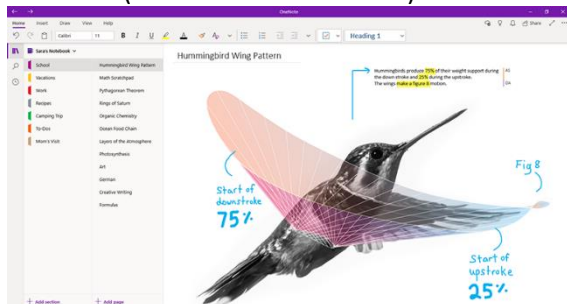 OneNote
Home Insert Draw View Help
Share
Calibri 11 B I U Heading 1
Sara's Notebook
School
Vacations
Work
Recipes
Camping Trip
To-Dos
Mom's Visit
Add section
Hummingbird Wing Pattern
Math Scratchpad
Pythagorean Theorem
Rings of Saturn
Organic Chemistry
Ocean Food Chain
Layers of the Atmosphere
Photosynthesis
Art
German
Creative Writing
Formulas
Add page
Hummingbird Wing Pattern
Hummingbirds produce 75% of their weight support during
the down stroke and 25% during the upstroke.
The wings make a figure 8 motion.
Fig 8
Start of
downstroke
75%
Start of
upstroke
25%